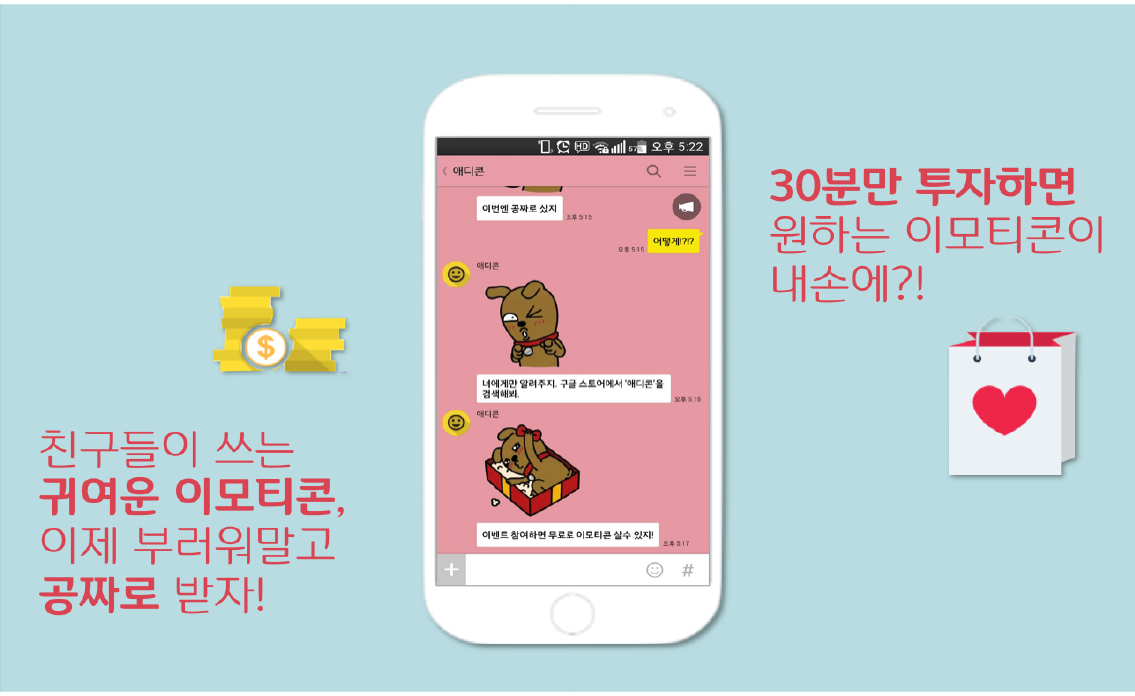 친구들이 쓰는
귀여운 이모티콘,
이제 부러워말고
공짜로 받자!
HD 57% 오후 5:22
애디콘
이번엔 공짜로 샀지
오후 5:15
어떻게!?!?
오후 5:15
애디콘
너에게만 알려주지. 구글 스토어에서 '애디콘'을
검색해봐.
오후 5:16
애디콘
이벤트 참여하면 무료로 이모티콘 살수 있지!
오후 5:17
#
30분만 투자하면
원하는 이모티콘이
내손에?!
$